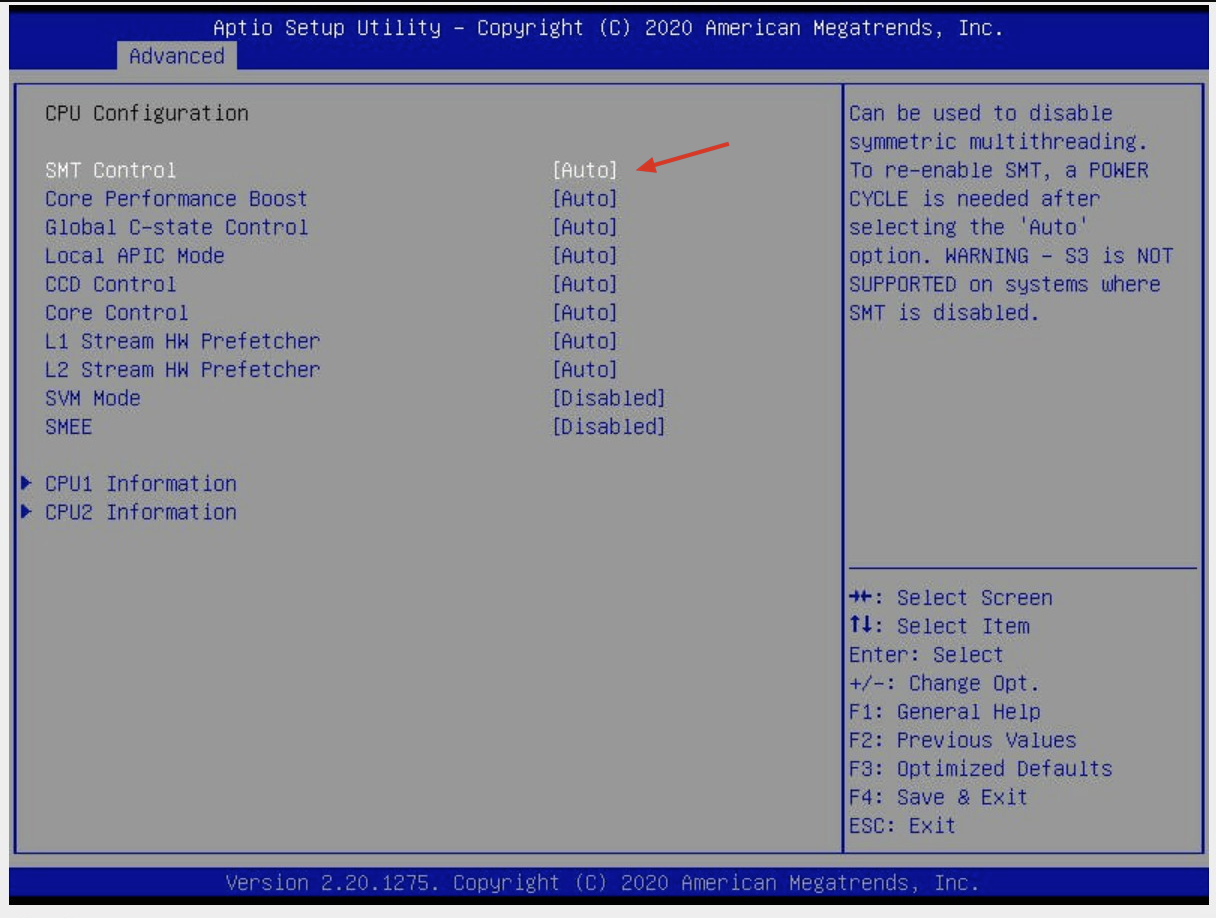 Aptio Setup Utility – Copyright (C) 2020 American Megatrends, Inc.
Advanced
CPU Configuration
SMT Control [Auto]
Core Performance Boost [Auto]
Global C-state Control [Auto]
Local APIC Mode [Auto]
CCD Control [Auto]
Core Control [Auto]
L1 Stream HW Prefetcher [Auto]
L2 Stream HW Prefetcher [Auto]
SVM Mode [Disabled]
SMEE [Disabled]
CPU1 Information
CPU2 Information
Can be used to disable
symmetric multithreading.
To re-enable SMT, a POWER
CYCLE is needed after
selecting the 'Auto'
option. WARNING – S3 is NOT
SUPPORTED on systems where
SMT is disabled.
→←: Select Screen
↑↓: Select Item
Enter: Select
+/-: Change Opt.
F1: General Help
F2: Previous Values
F3: Optimized Defaults
F4: Save & Exit
ESC: Exit
Version 2.20.1275. Copyright (C) 2020 American Megatrends, Inc.